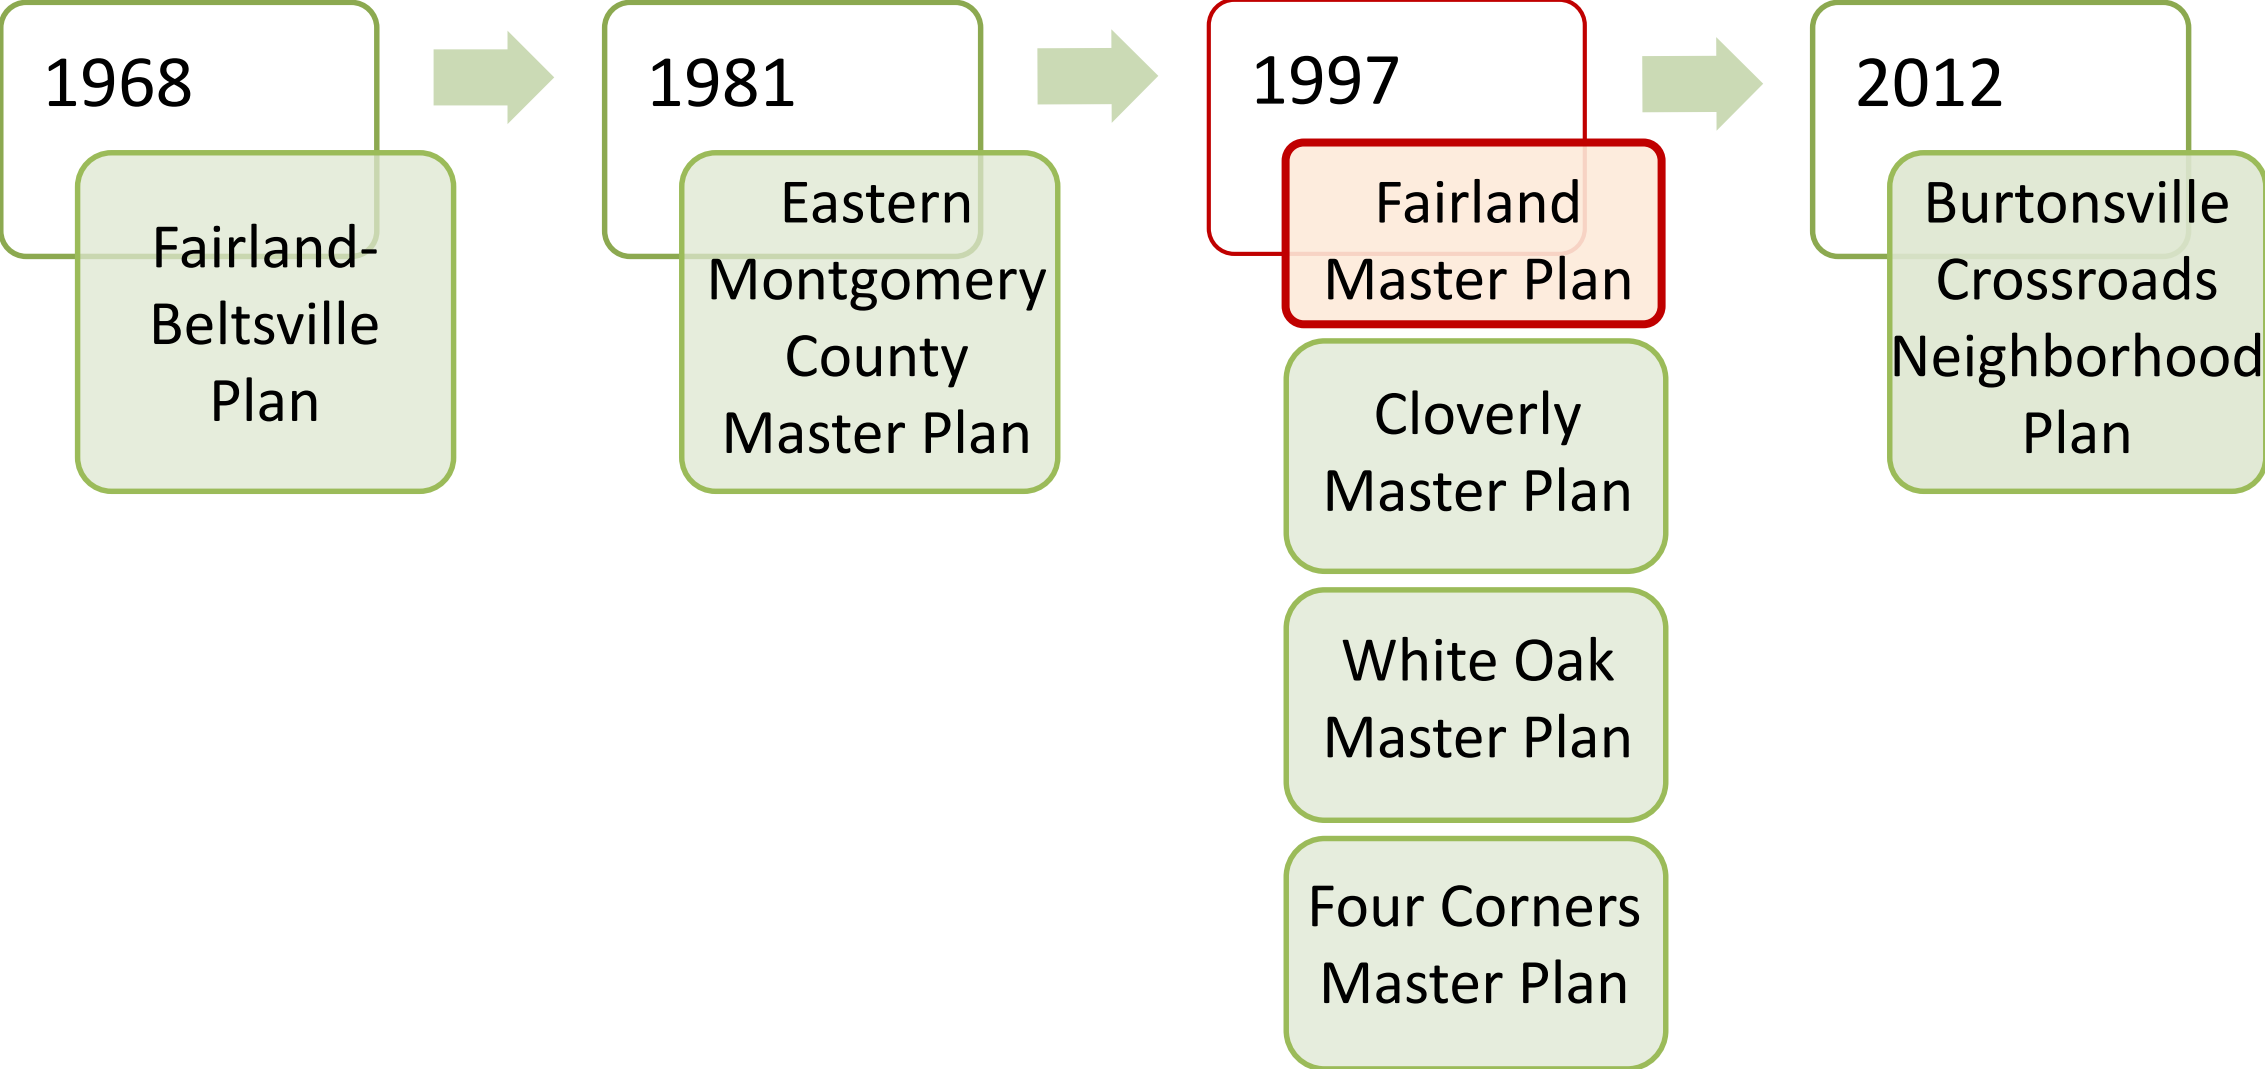 1968
Fairland-
Beltsville
Plan
1981
Eastern
Montgomery
County
Master Plan
1997
Fairland
Master Plan
Cloverly
Master Plan
White Oak
Master Plan
Four Corners
Master Plan
2012
Burtonsville
Crossroads
Neighborhood
Plan